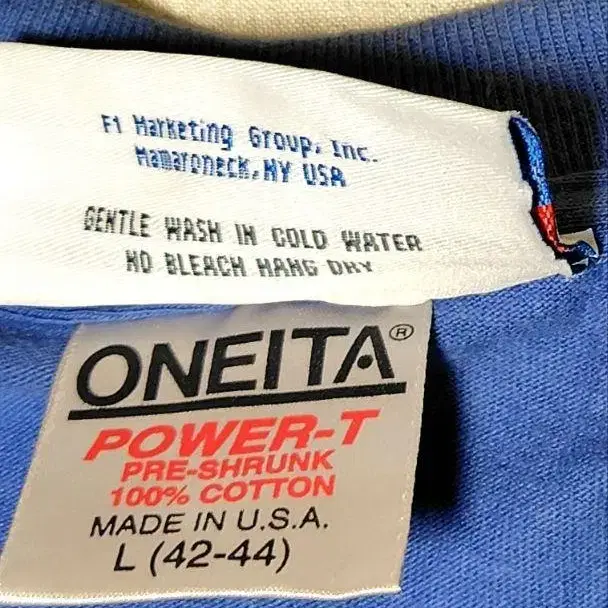 F1 Marketing Group, Inc.
Mamaroneck, NY USA
GENTLE WASH IN COLD WATER
NO BLEACH HANG DRY
ONEITA®
POWER-T
PRE-SHRUNK
100% COTTON
MADE IN U.S.A.
L (42-44)